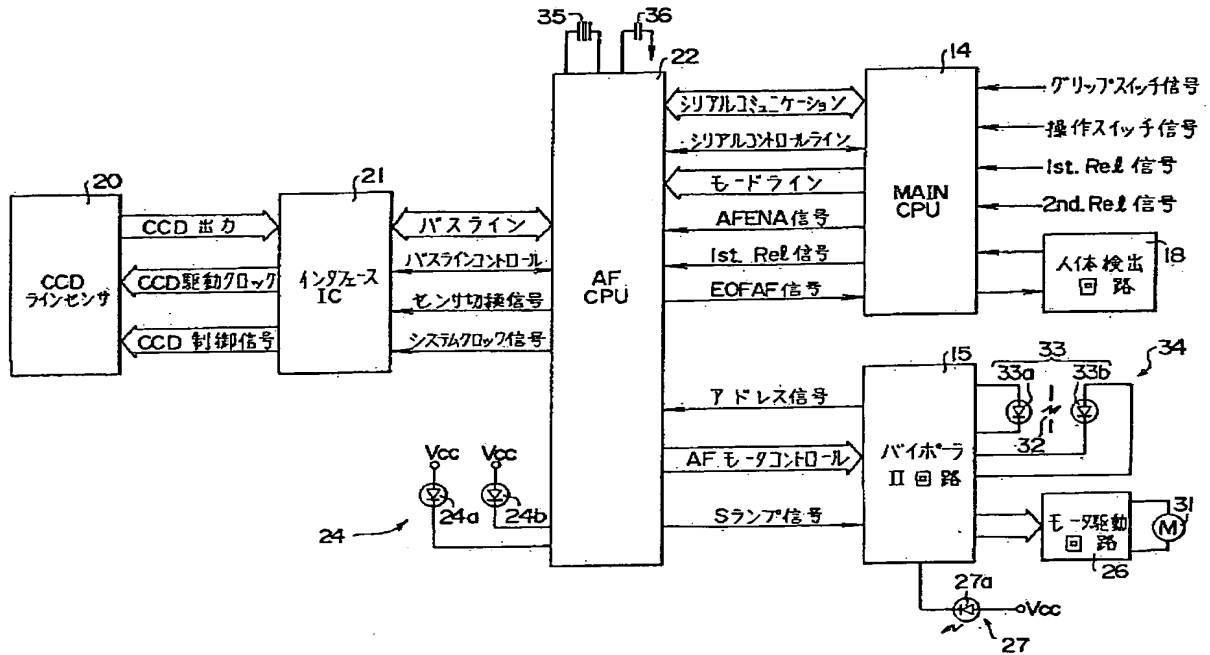 35
36
22
14
シリアルコミュニケーション
グリップスイッチ信号
シリアルコントロールライン
操作スイッチ信号
20
21
モードライン
MAIN
CPU
1st. Rel 信号
CCD 出力
バスライン
AFENA信号
2nd. Rel 信号
CCD
ラインセンサ
CCD駆動クロック
インタフェース
IC
バスラインコントロール
AF
CPU
1st. Rel 信号
人体検出
回路
18
センサ切換信号
EOFAF信号
CCD 制御信号
システムクロック信号
15
33
34
33a
33b
アドレス信号
32
バイポーラ
II 回路
Vcc
Vcc
AF モータコントロール
24a
24b
24
Sランプ信号
モータ駆動
回路
26
M
31
27a
Vcc
27